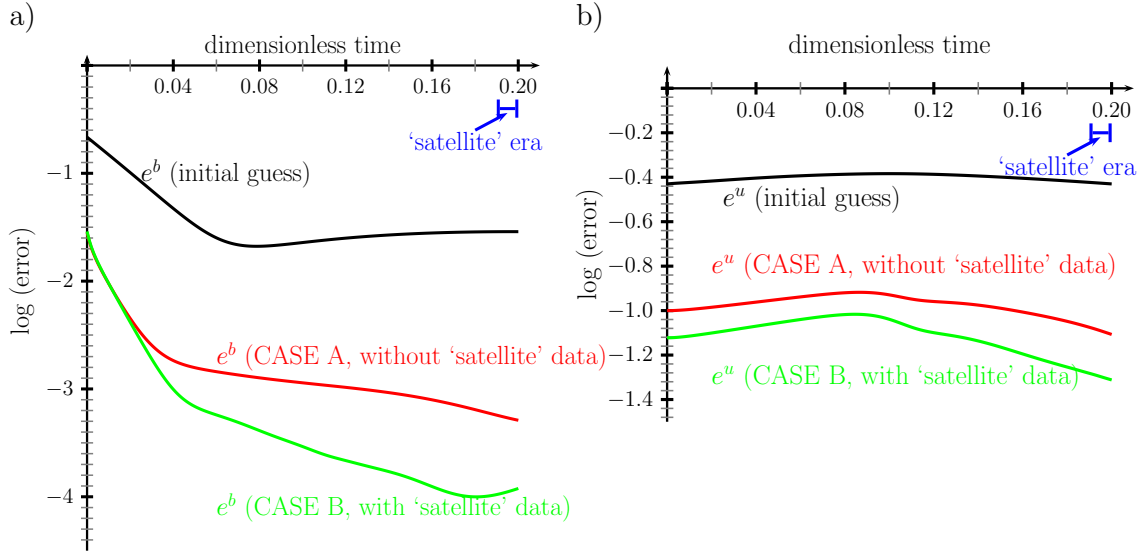 a)
dimensionless time
0.04 0.08 0.12 0.16 0.20
‘satellite’ era
−1
−2
−3
−4
log (error)
e^b (initial guess)
e^b (CASE A, without ‘satellite’ data)
e^b (CASE B, with ‘satellite’ data)
b)
dimensionless time
0.04 0.08 0.12 0.16 0.20
‘satellite’ era
−0.2
−0.4
−0.6
−0.8
−1.0
−1.2
−1.4
log (error)
e^u (initial guess)
e^u (CASE A, without ‘satellite’ data)
e^u (CASE B, with ‘satellite’ data)